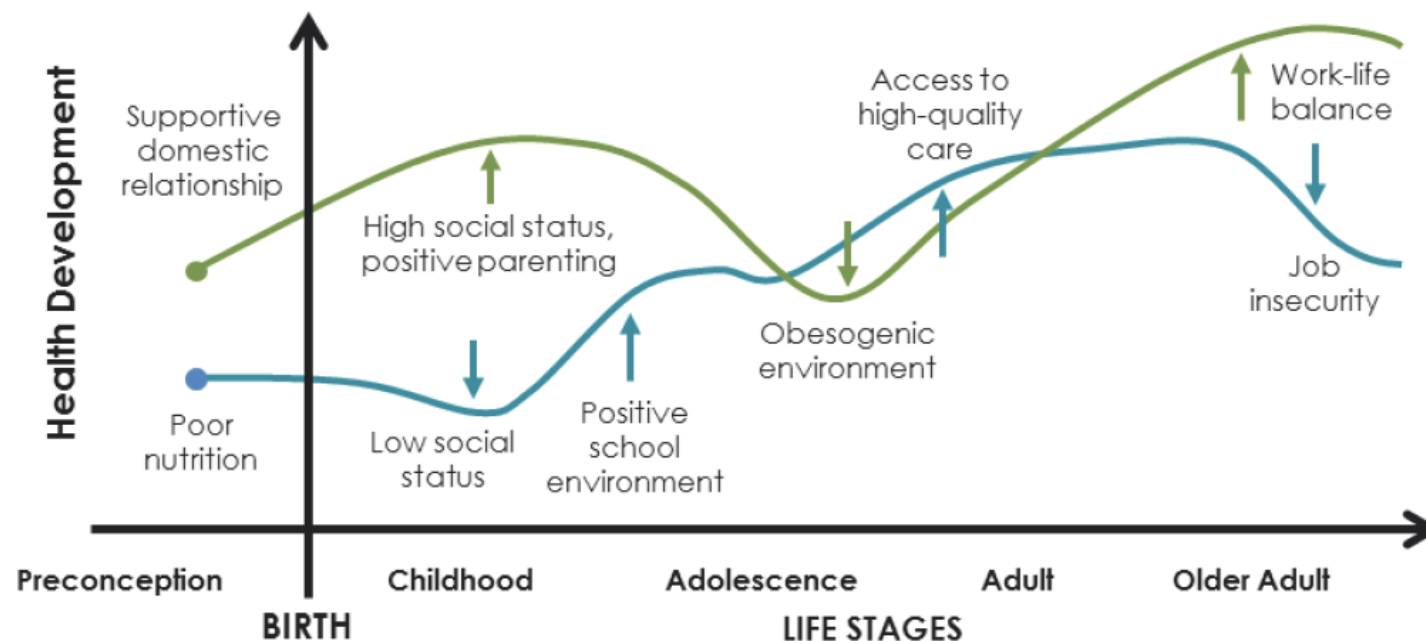 Health Development
Supportive
domestic
relationship
High social status,
positive parenting
Access to
high-quality
care
Work-life
balance
Poor
nutrition
Low social
status
Positive
school
environment
Obesogenic
environment
Job
insecurity
Preconception
Childhood
Adolescence
Adult
Older Adult
BIRTH
LIFE STAGES